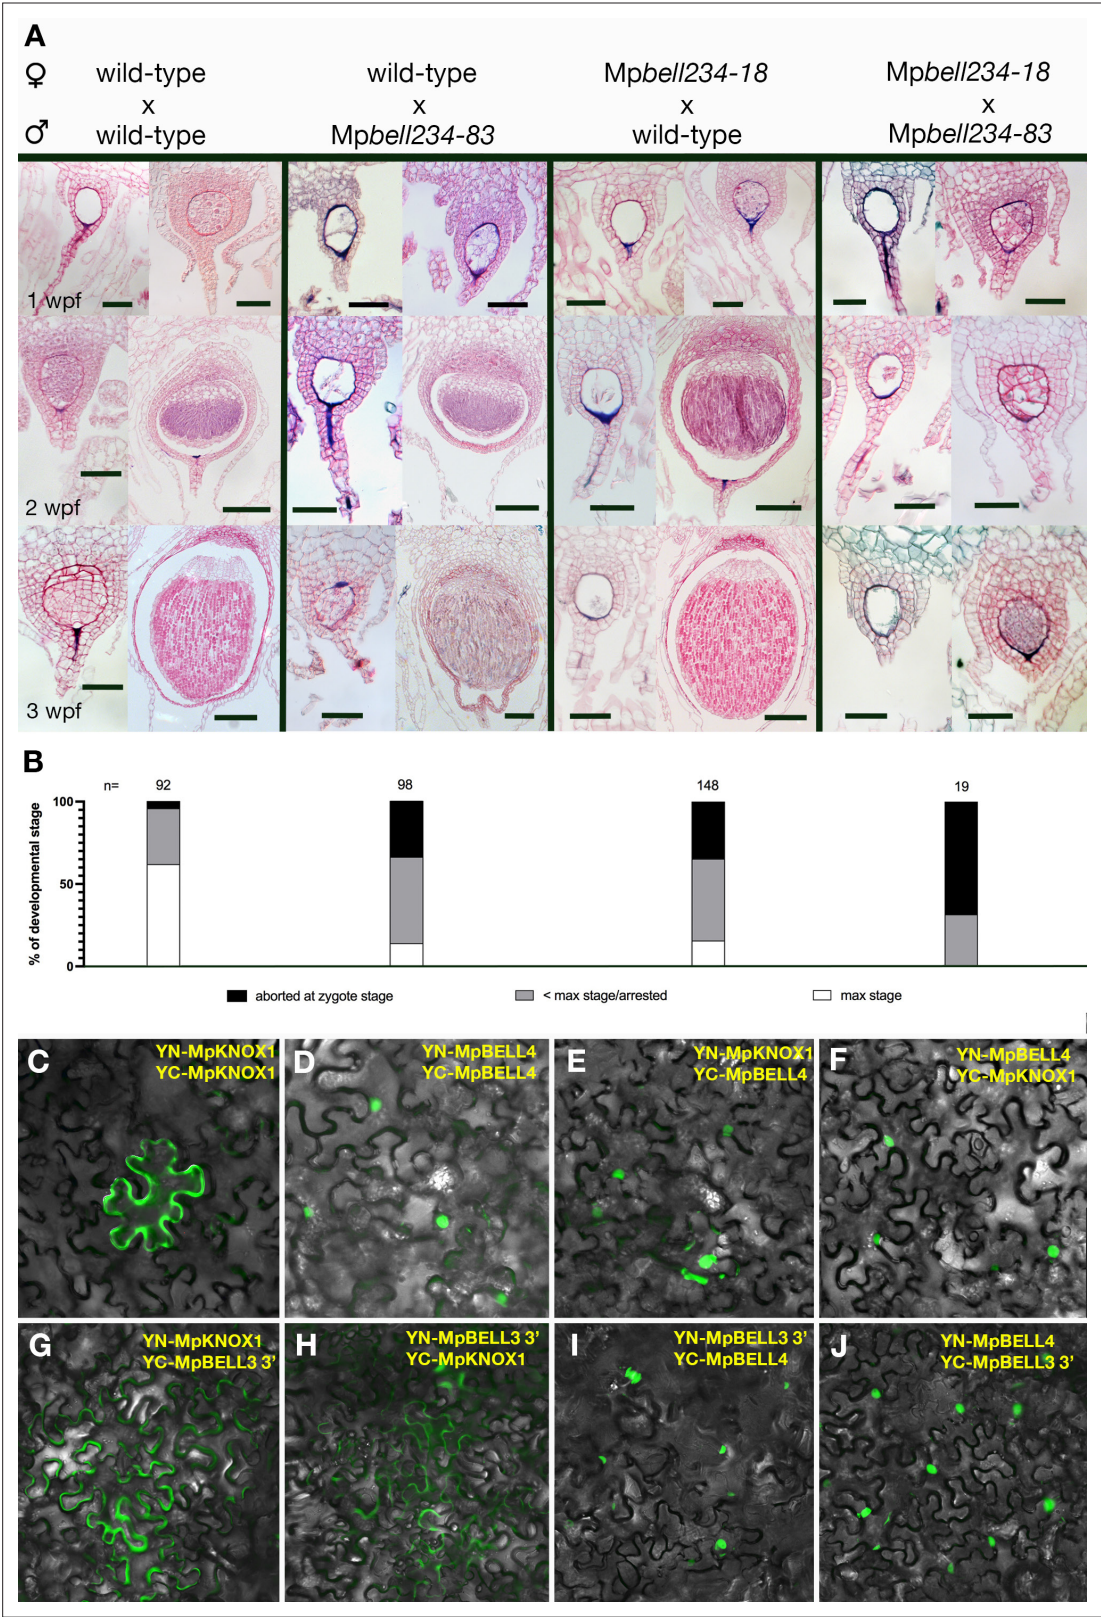 A
♀ wild-type wild-type Mpbell234-18 Mpbell234-18
x x x x
♂ wild-type Mpbell234-83 wild-type Mpbell234-83
1 wpf
2 wpf
3 wpf
B
n= 92 98 148 19
% of developmental stage
100
50
0
aborted at zygote stage
< max stage/arrested
max stage
C
YN-MpKNOX1
YC-MpKNOX1
D
YN-MpBELL4
YC-MpBELL4
E
YN-MpKNOX1
YC-MpBELL4
F
YN-MpBELL4
YC-MpKNOX1
G
YN-MpKNOX1
YC-MpBELL3 3’
H
YN-MpBELL3 3’
YC-MpKNOX1
I
YN-MpBELL3 3’
YC-MpBELL4
J
YN-MpBELL4
YC-MpBELL3 3’